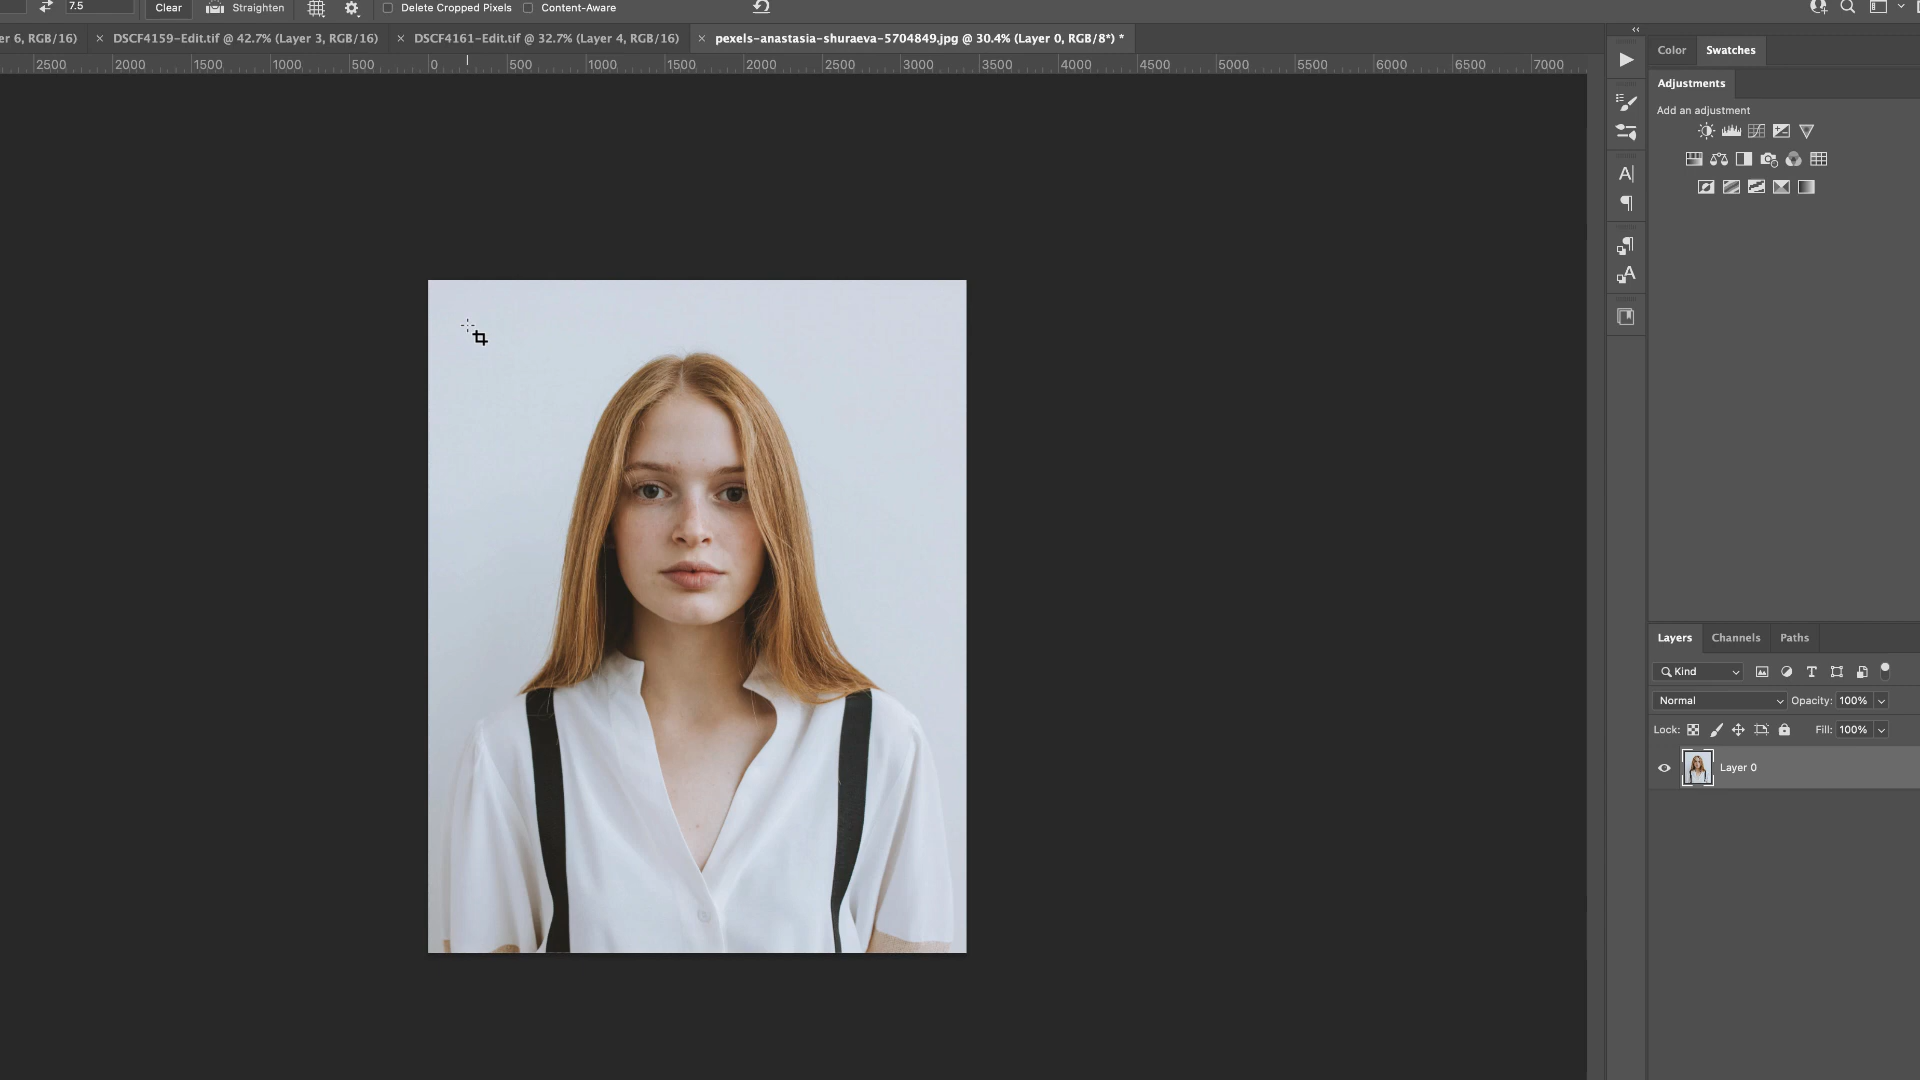 7.5 Clear Straighten Delete Cropped Pixels Content-Aware
er 6, RGB/16) × DSCF4159-Edit.tif @ 42.7% (Layer 3, RGB/16) × DSCF4161-Edit.tif @ 32.7% (Layer 4, RGB/16) × pexels-anastasia-shuraeva-5704849.jpg @ 30.4% (Layer 0, RGB/8*) *
2500 2000 1500 1000 500 0 500 1000 1500 2000 2500 3000 3500 4000 4500 5000 5500 6000 6500 7000
Color Swatches
Adjustments
Add an adjustment
Layers Channels Paths
Kind
Normal Opacity: 100%
Lock: Fill: 100%
Layer 0